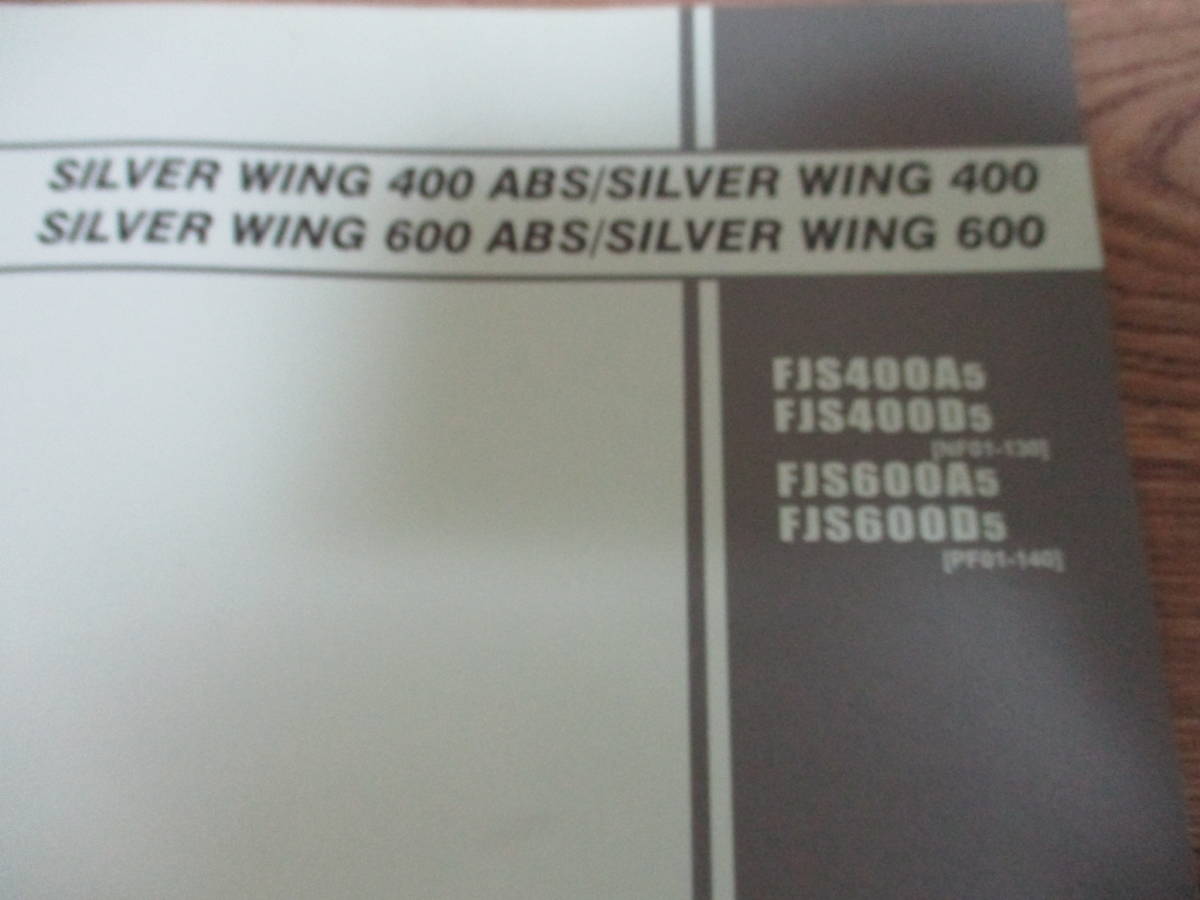 SILVER WING 400 ABS/SILVER WING 400
SILVER WING 600 ABS/SILVER WING 600
FJS400A5
FJS400D5
[NF01-130]
FJS600A5
FJS600D5
[PF01-140]